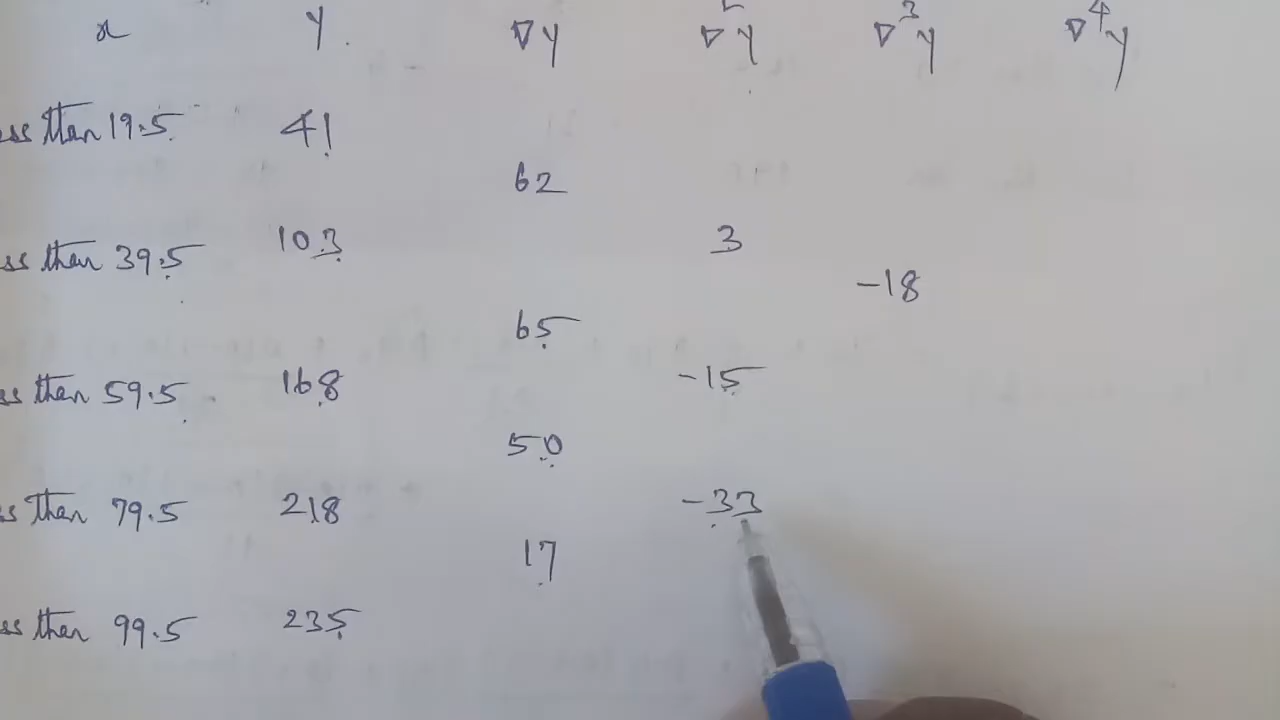 x y ∇y ∇²y ∇³y ∇⁴y
ss than 19.5 41
62
ss than 39.5 103 3
-18
65
ss than 59.5 168 -15
50
ss than 79.5 218 -33
17
ss than 99.5 235